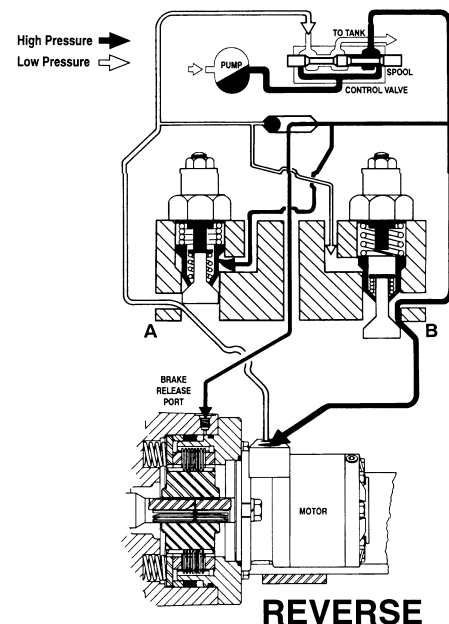 High Pressure
Low Pressure
TO TANK
PUMP
SPOOL
CONTROL VALVE
A
B
BRAKE
RELEASE
PORT
MOTOR
REVERSE